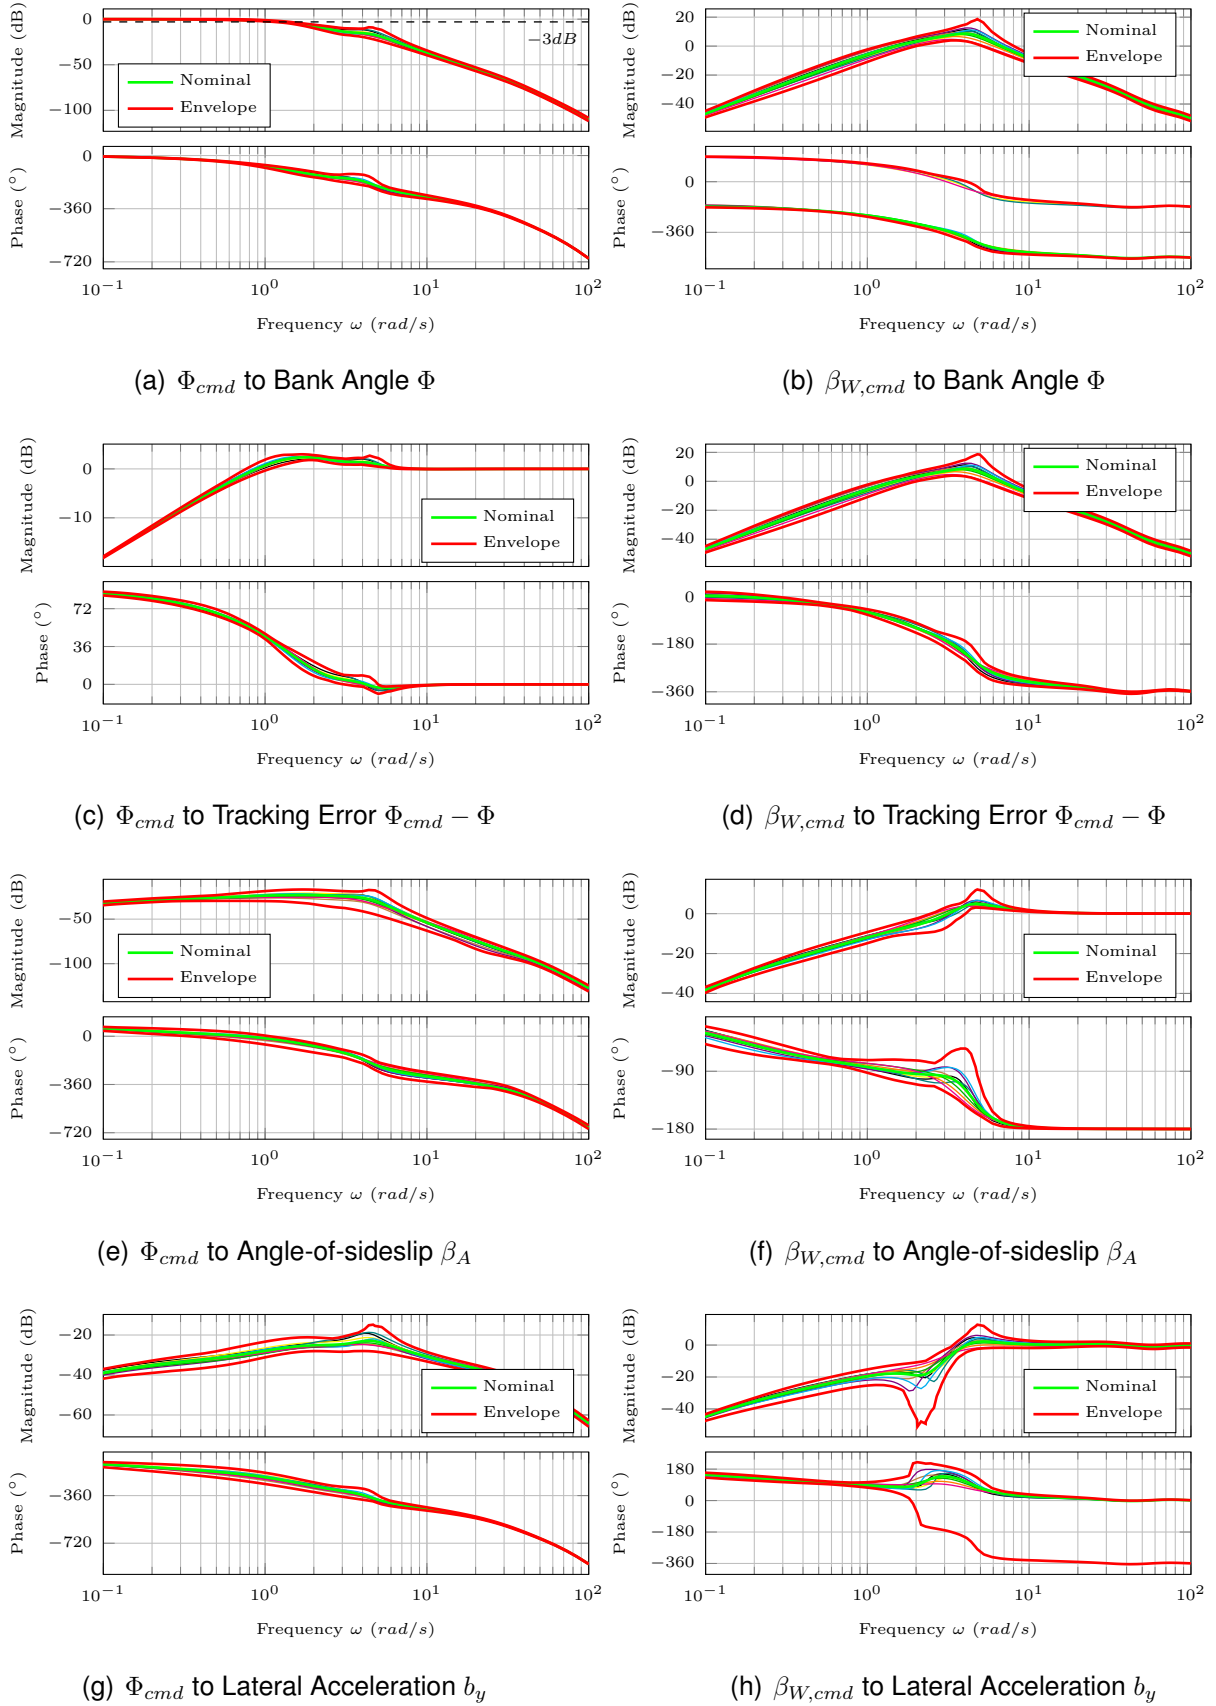 Magnitude (dB)
0
−50
−100
−3dB
Nominal
Envelope
Phase (°)
0
−360
−720
10⁻¹ 10⁰ 10¹ 10²
Frequency ω (rad/s)
(a) Φcmd to Bank Angle Φ
Magnitude (dB)
20
0
−20
−40
Nominal
Envelope
Phase (°)
0
−360
10⁻¹ 10⁰ 10¹ 10²
Frequency ω (rad/s)
(b) βW,cmd to Bank Angle Φ
Magnitude (dB)
0
−10
Nominal
Envelope
Phase (°)
72
36
0
10⁻¹ 10⁰ 10¹ 10²
Frequency ω (rad/s)
(c) Φcmd to Tracking Error Φcmd − Φ
Magnitude (dB)
20
0
−20
−40
Nominal
Envelope
Phase (°)
0
−180
−360
10⁻¹ 10⁰ 10¹ 10²
Frequency ω (rad/s)
(d) βW,cmd to Tracking Error Φcmd − Φ
Magnitude (dB)
−50
−100
Nominal
Envelope
Phase (°)
0
−360
−720
10⁻¹ 10⁰ 10¹ 10²
Frequency ω (rad/s)
(e) Φcmd to Angle-of-sideslip βA
Magnitude (dB)
0
−20
−40
Nominal
Envelope
Phase (°)
−90
−180
10⁻¹ 10⁰ 10¹ 10²
Frequency ω (rad/s)
(f) βW,cmd to Angle-of-sideslip βA
Magnitude (dB)
−20
−40
−60
Nominal
Envelope
Phase (°)
−360
−720
10⁻¹ 10⁰ 10¹ 10²
Frequency ω (rad/s)
(g) Φcmd to Lateral Acceleration by
Magnitude (dB)
0
−20
−40
Nominal
Envelope
Phase (°)
180
0
−180
−360
10⁻¹ 10⁰ 10¹ 10²
Frequency ω (rad/s)
(h) βW,cmd to Lateral Acceleration by